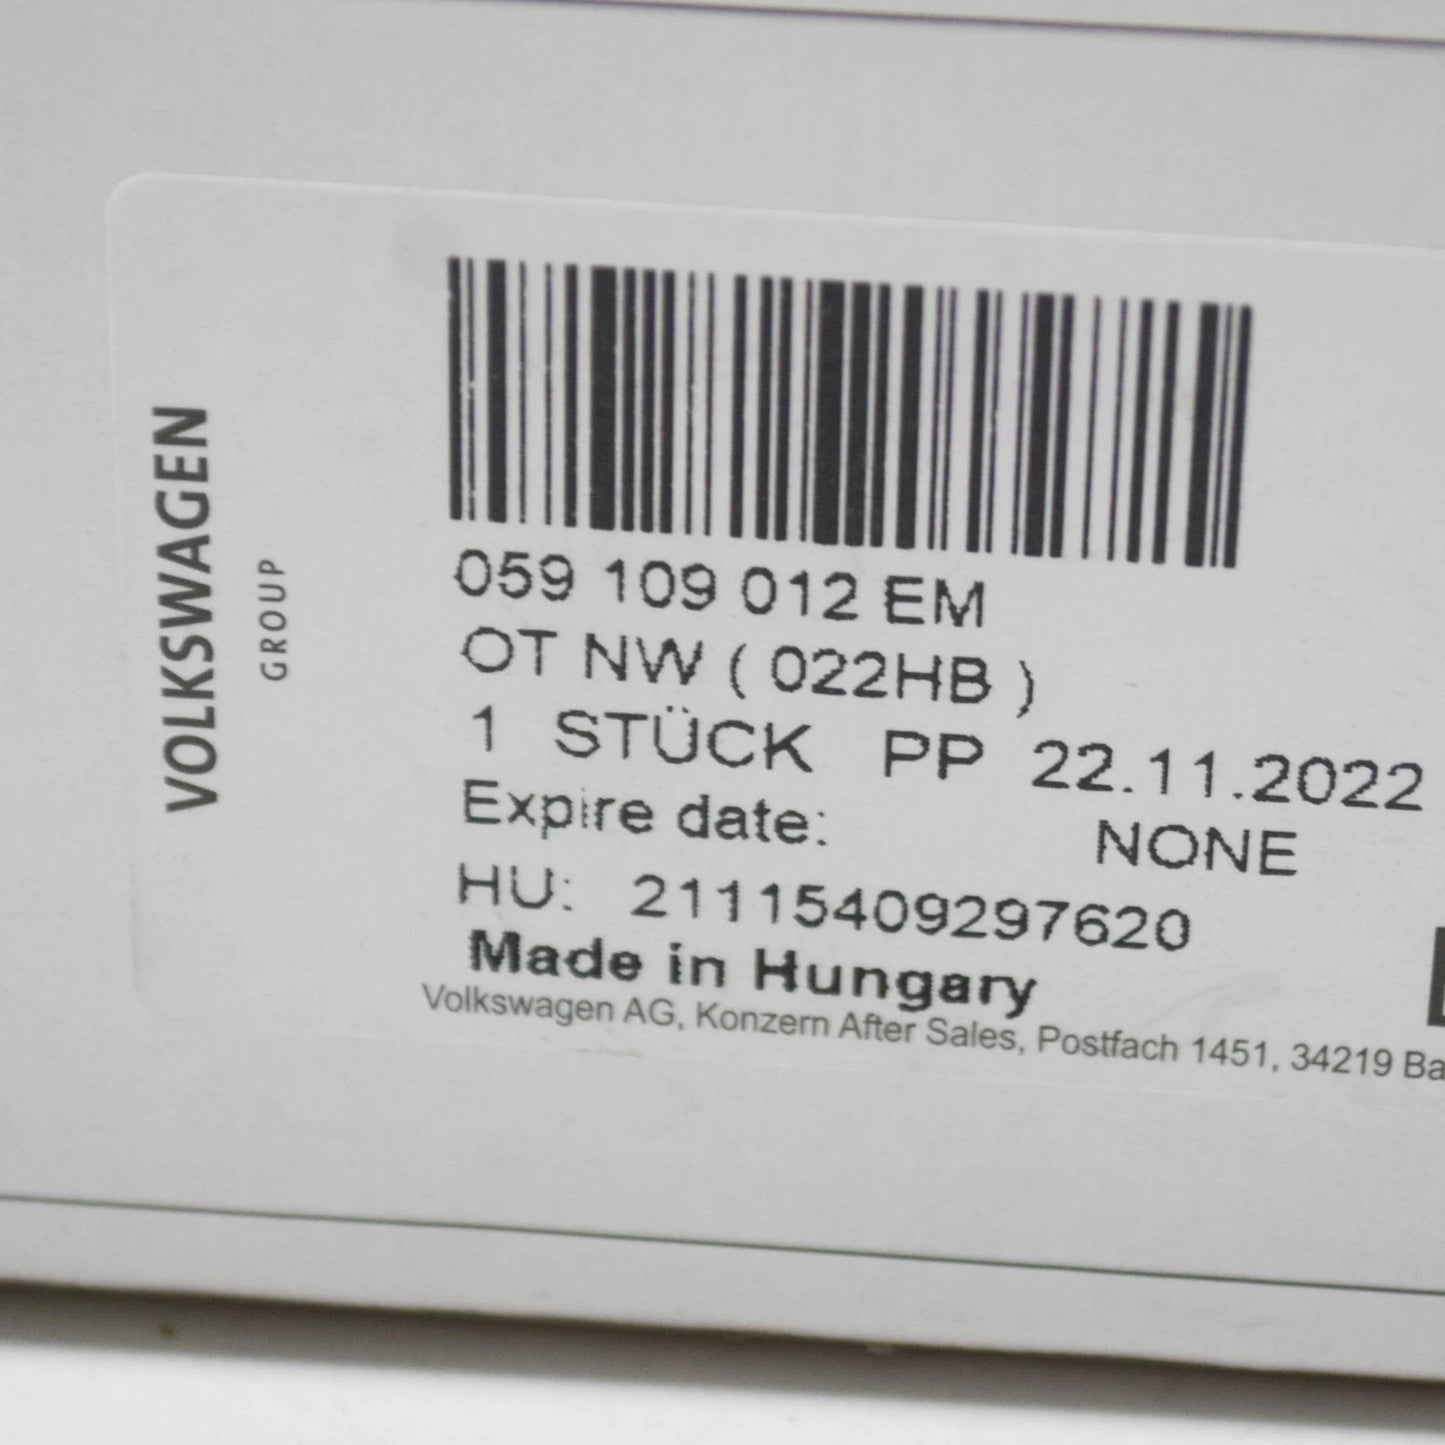 VOLKSWAGEN
GROUP
059 109 012 EM
OT NW ( 022HB )
1 STÜCK PP 22.11.2022
Expire date: NONE
HU: 21115409297620
Made in Hungary
Volkswagen AG, Konzern After Sales, Postfach 1451, 34219 Ba